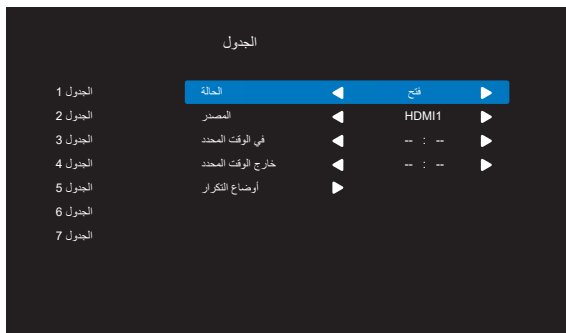 الجدول
الجدول 1
الحالة
فتح
الجدول 2
المصدر
HDMI1
الجدول 3
في الوقت المحدد
-- : --
الجدول 4
خارج الوقت المحدد
-- : --
الجدول 5
أوضاع التكرار
الجدول 6
الجدول 7